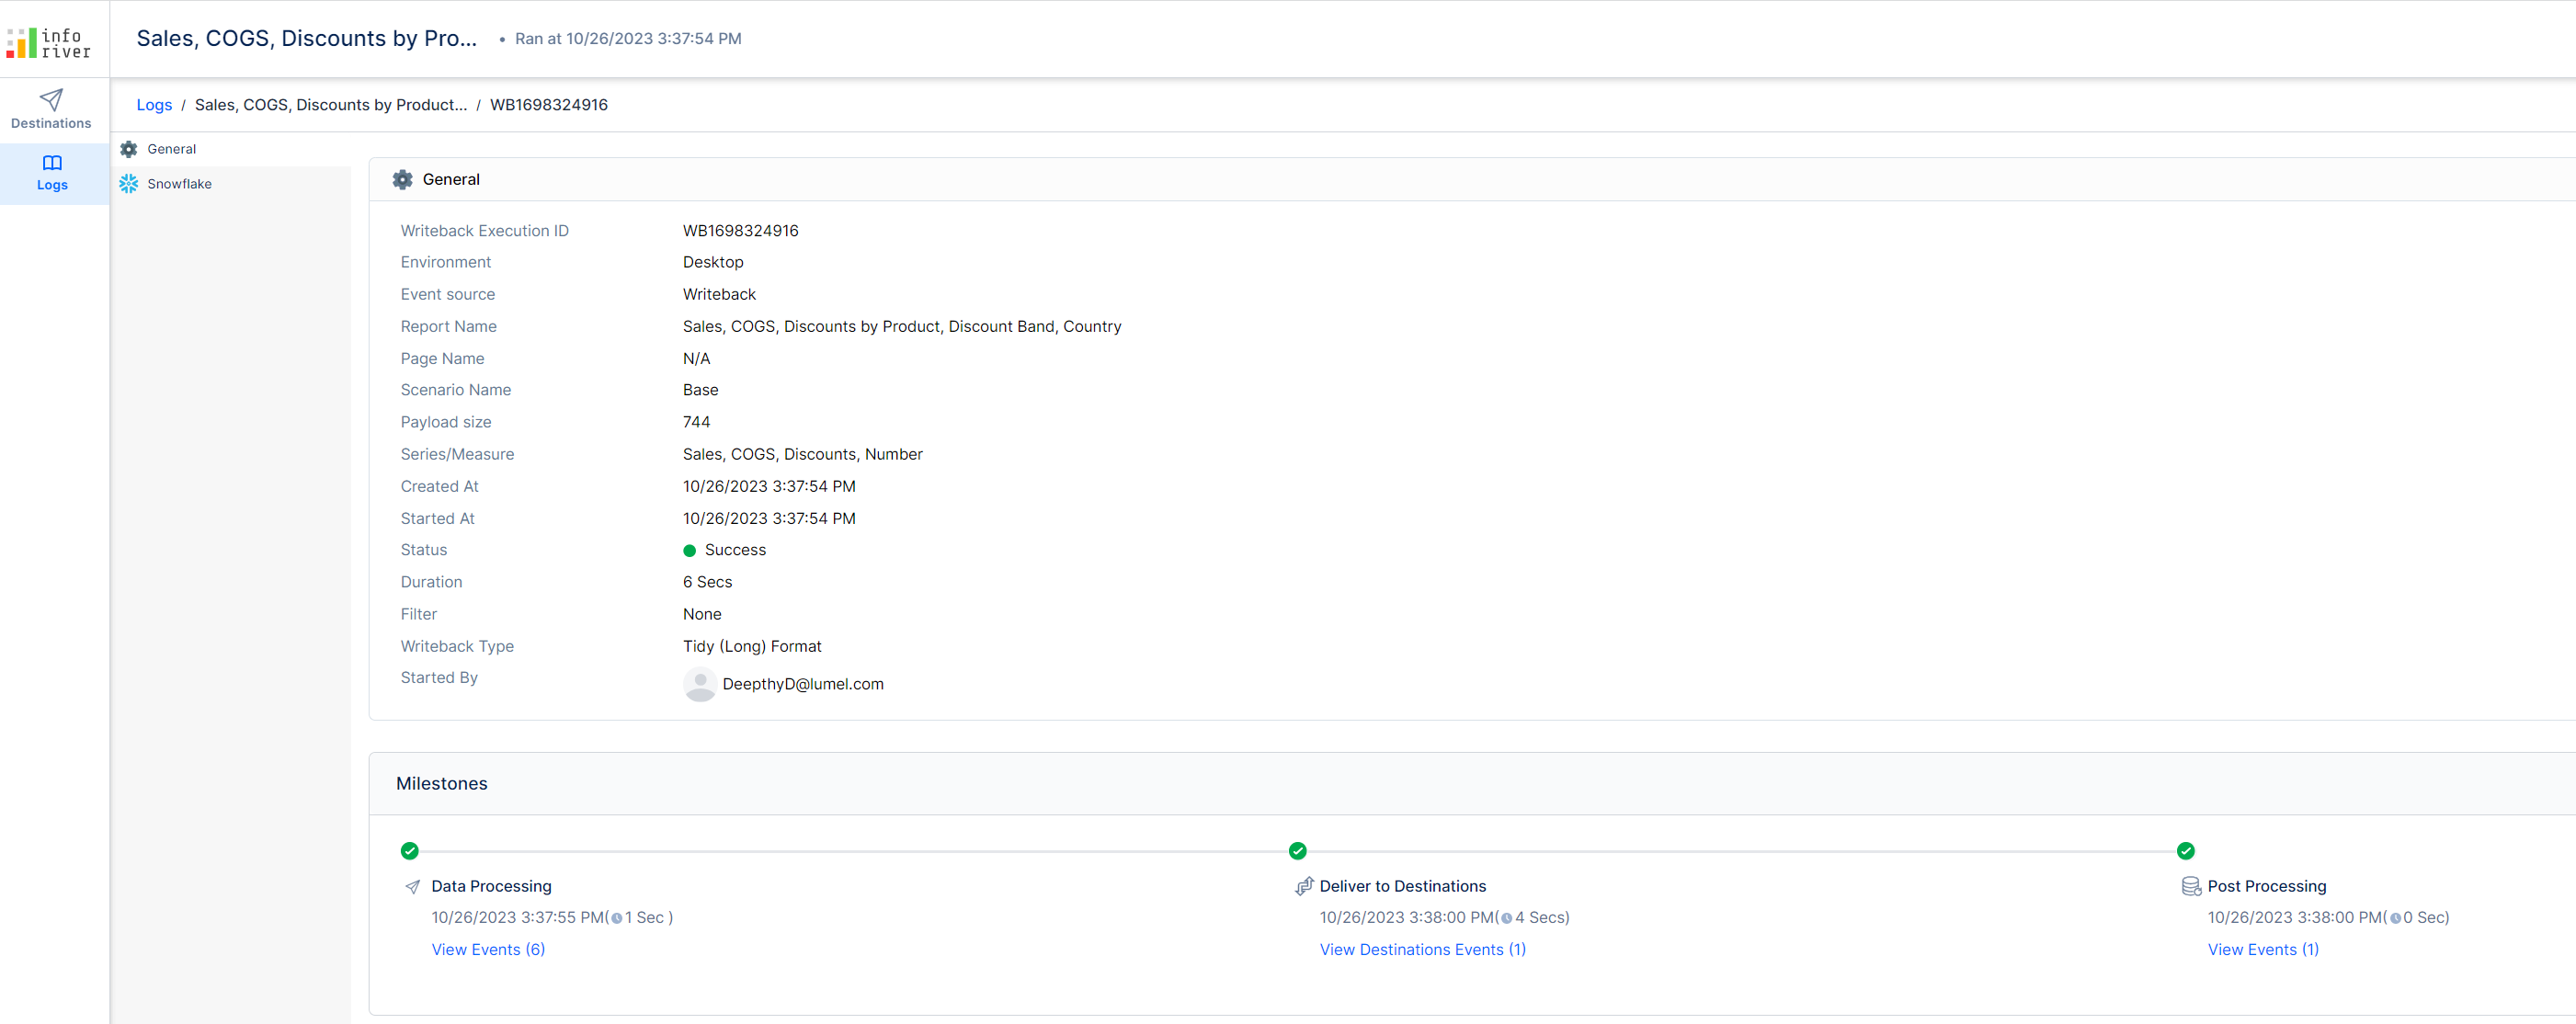 info
river
Sales, COGS, Discounts by Pro... • Ran at 10/26/2023 3:37:54 PM
Destinations
Logs
Logs / Sales, COGS, Discounts by Product... / WB1698324916
General
Snowflake
General
Writeback Execution ID WB1698324916
Environment Desktop
Event source Writeback
Report Name Sales, COGS, Discounts by Product, Discount Band, Country
Page Name N/A
Scenario Name Base
Payload size 744
Series/Measure Sales, COGS, Discounts, Number
Created At 10/26/2023 3:37:54 PM
Started At 10/26/2023 3:37:54 PM
Status Success
Duration 6 Secs
Filter None
Writeback Type Tidy (Long) Format
Started By DeepthyD@lumel.com
Milestones
Data Processing
10/26/2023 3:37:55 PM( 1 Sec )
View Events (6)
Deliver to Destinations
10/26/2023 3:38:00 PM( 4 Secs)
View Destinations Events (1)
Post Processing
10/26/2023 3:38:00 PM( 0 Sec)
View Events (1)